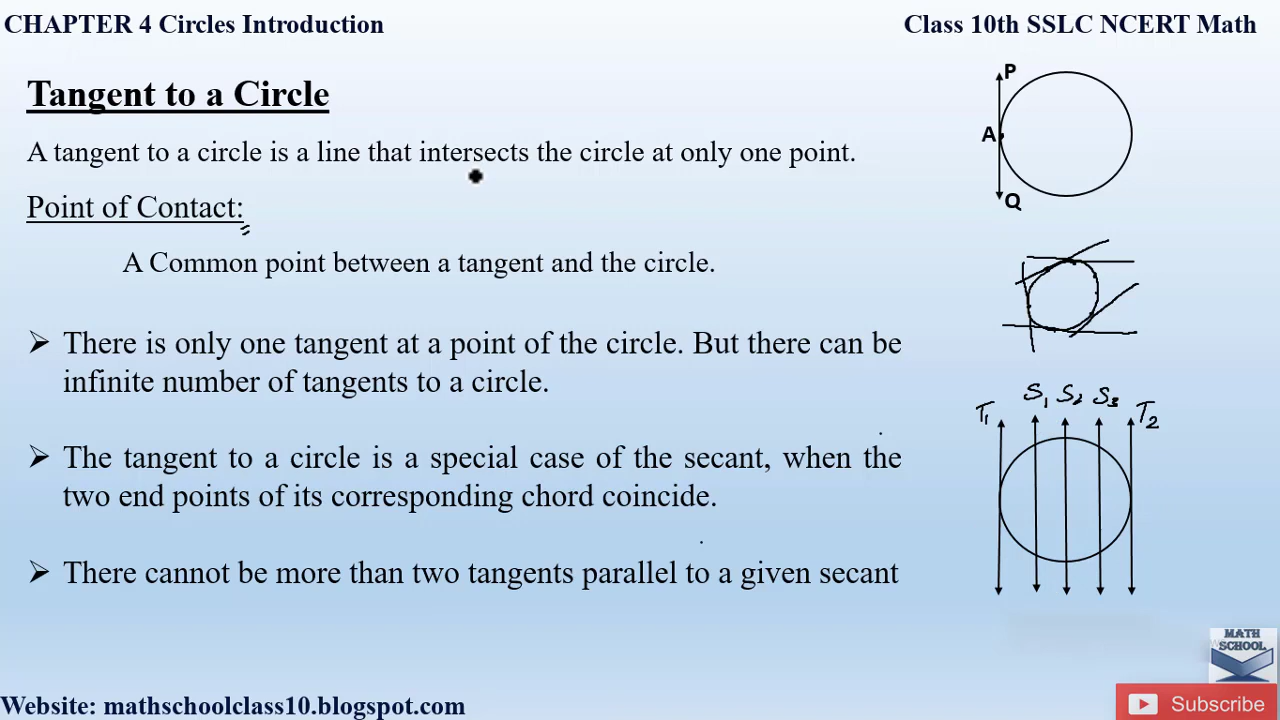 CHAPTER 4 Circles Introduction
Class 10th SSLC NCERT Math
Tangent to a Circle
A tangent to a circle is a line that intersects the circle at only one point.
Point of Contact:
A Common point between a tangent and the circle.
➢ There is only one tangent at a point of the circle. But there can be
infinite number of tangents to a circle.
➢ The tangent to a circle is a special case of the secant, when the
two end points of its corresponding chord coincide.
➢ There cannot be more than two tangents parallel to a given secant
P
A
Q
T1 S1 S2 S3 T2
MATH
SCHOOL
Website: mathschoolclass10.blogspot.com
Subscribe